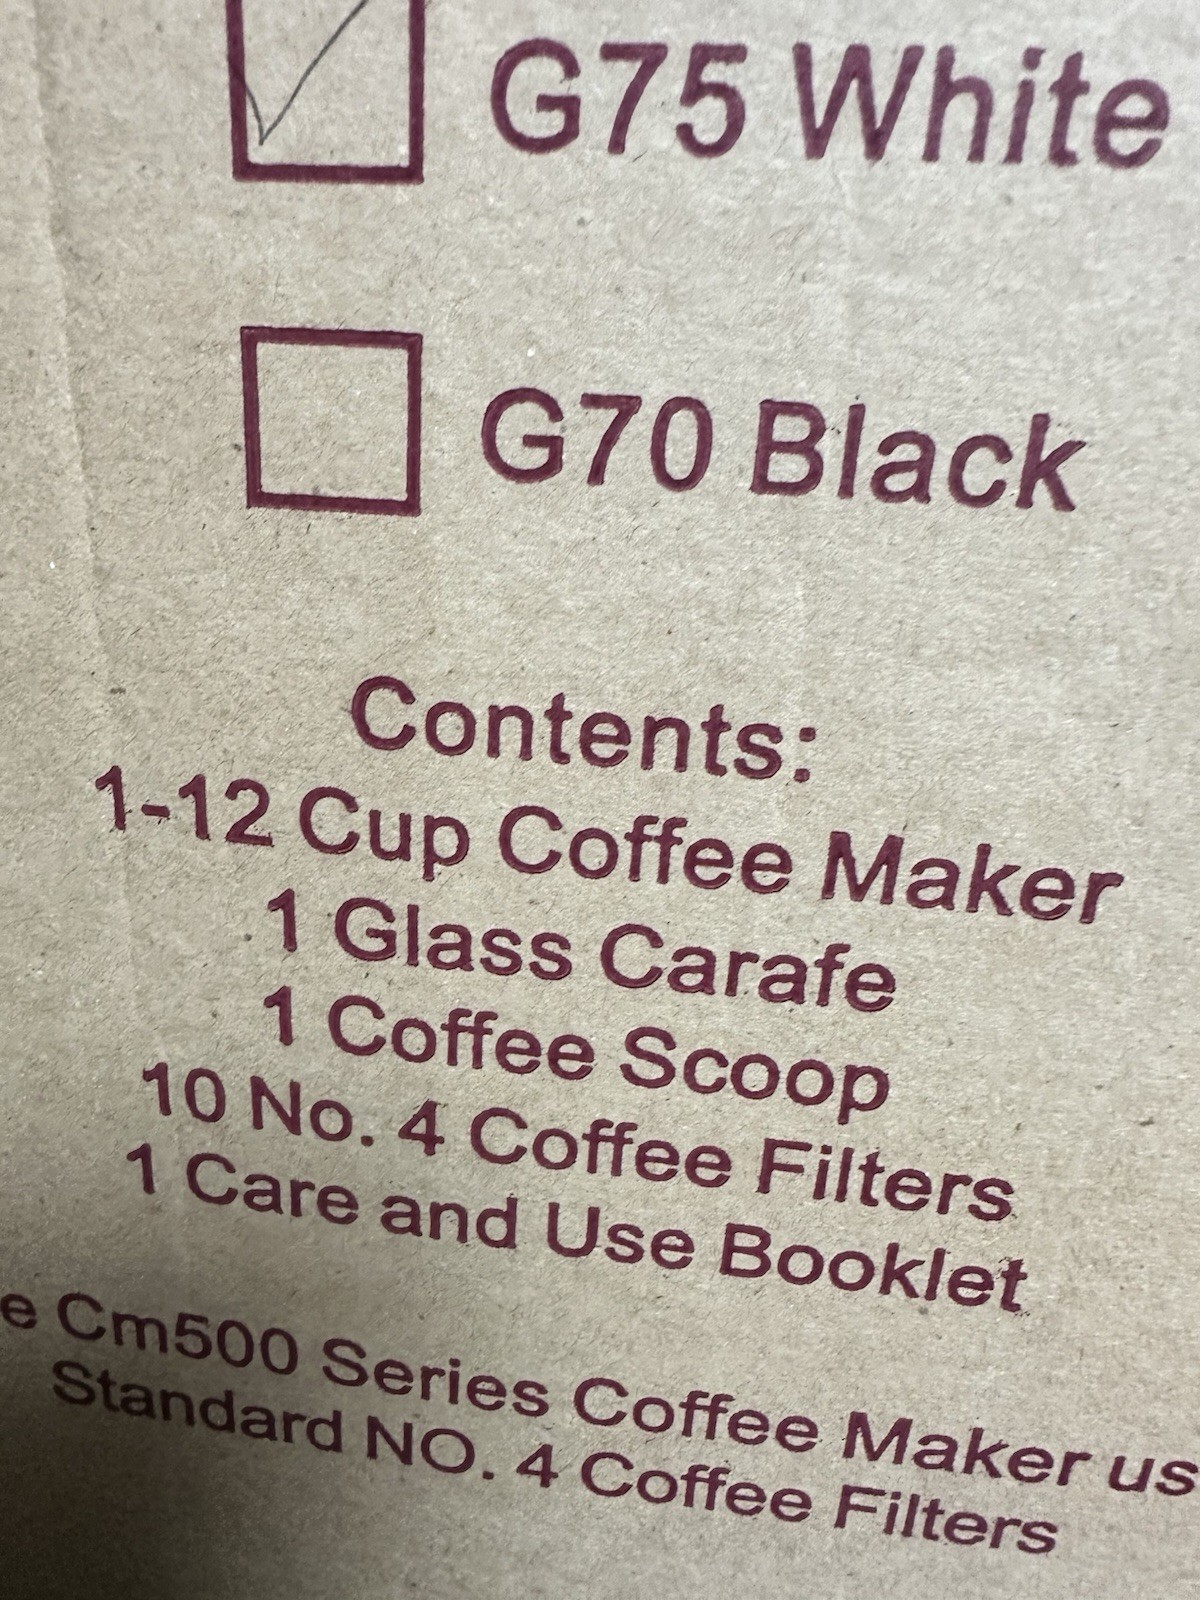 G75 White
G70 Black
Contents:
1-12 Cup Coffee Maker
1 Glass Carafe
1 Coffee Scoop
10 No. 4 Coffee Filters
1 Care and Use Booklet
e Cm500 Series Coffee Maker us
Standard NO. 4 Coffee Filters